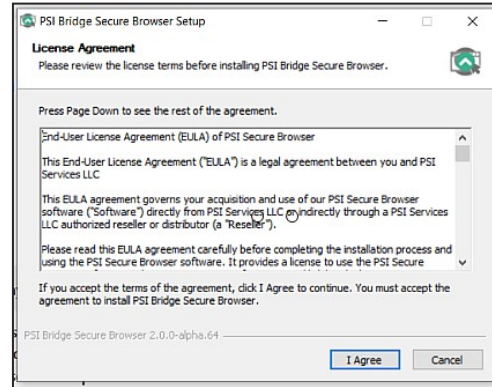 PSI Bridge Secure Browser Setup
License Agreement
Please review the license terms before installing PSI Bridge Secure Browser.
Press Page Down to see the rest of the agreement.
End-User License Agreement (EULA) of PSI Secure Browser
This End-User License Agreement ("EULA") is a legal agreement between you and PSI
Services LLC
This EULA agreement governs your acquisition and use of our PSI Secure Browser
software ("Software") directly from PSI Services LLC or indirectly through a PSI Services
LLC authorized reseller or distributor (a "Reseller").
Please read this EULA agreement carefully before completing the installation process and
using the PSI Secure Browser software. It provides a license to use the PSI Secure
If you accept the terms of the agreement, click I Agree to continue. You must accept the
agreement to install PSI Bridge Secure Browser.
PSI Bridge Secure Browser 2.0.0-alpha.64
I Agree
Cancel